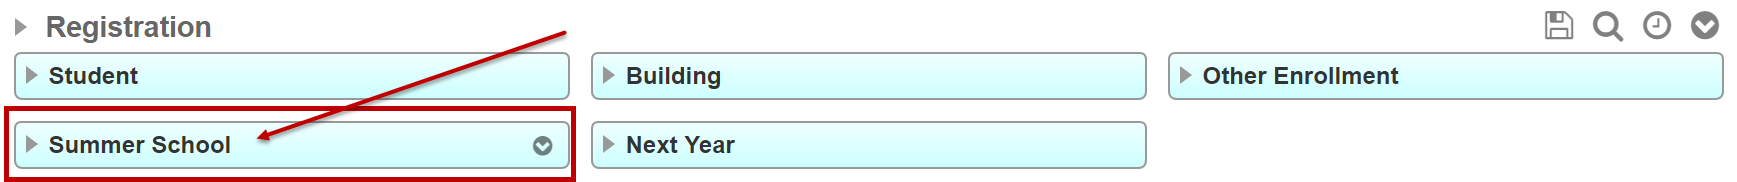 Registration
Student
Building
Other Enrollment
Summer School
Next Year